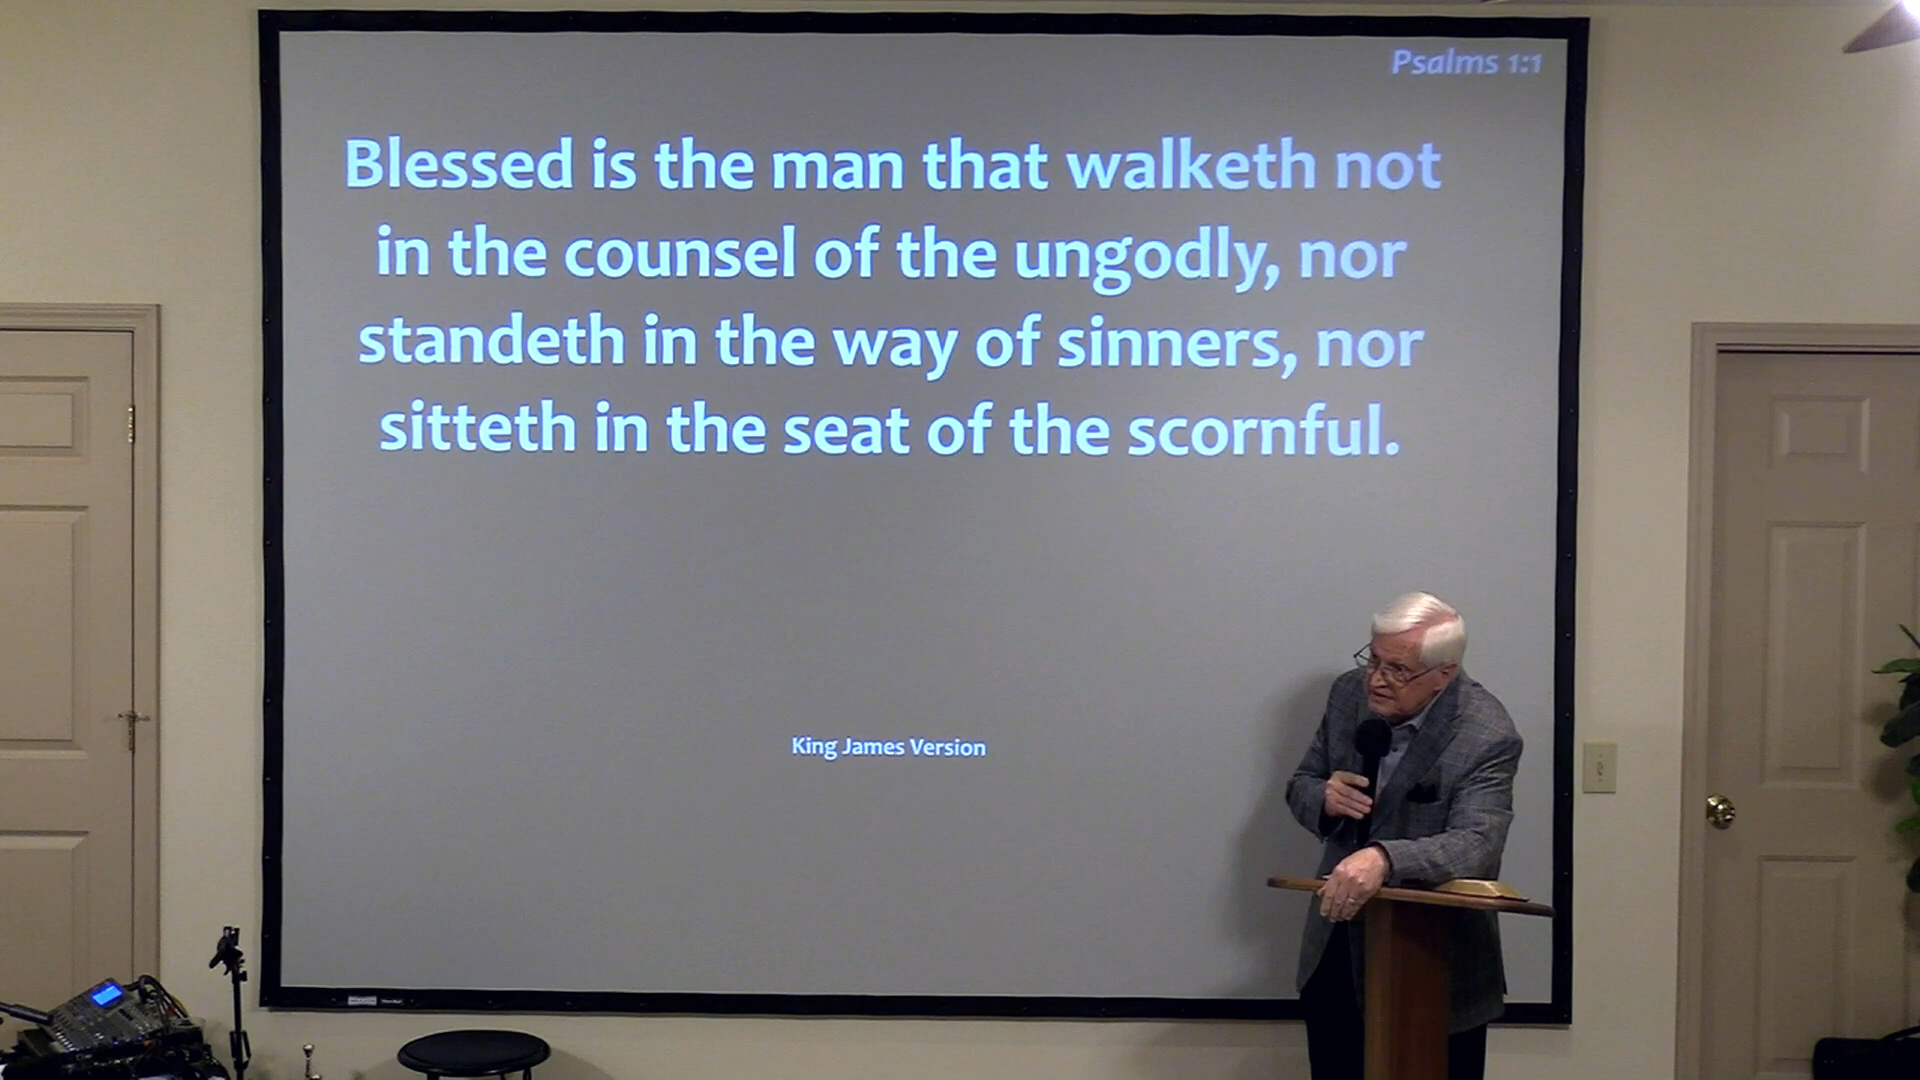 Psalms 1:1
Blessed is the man that walketh not
in the counsel of the ungodly, nor
standeth in the way of sinners, nor
sitteth in the seat of the scornful.
King James Version